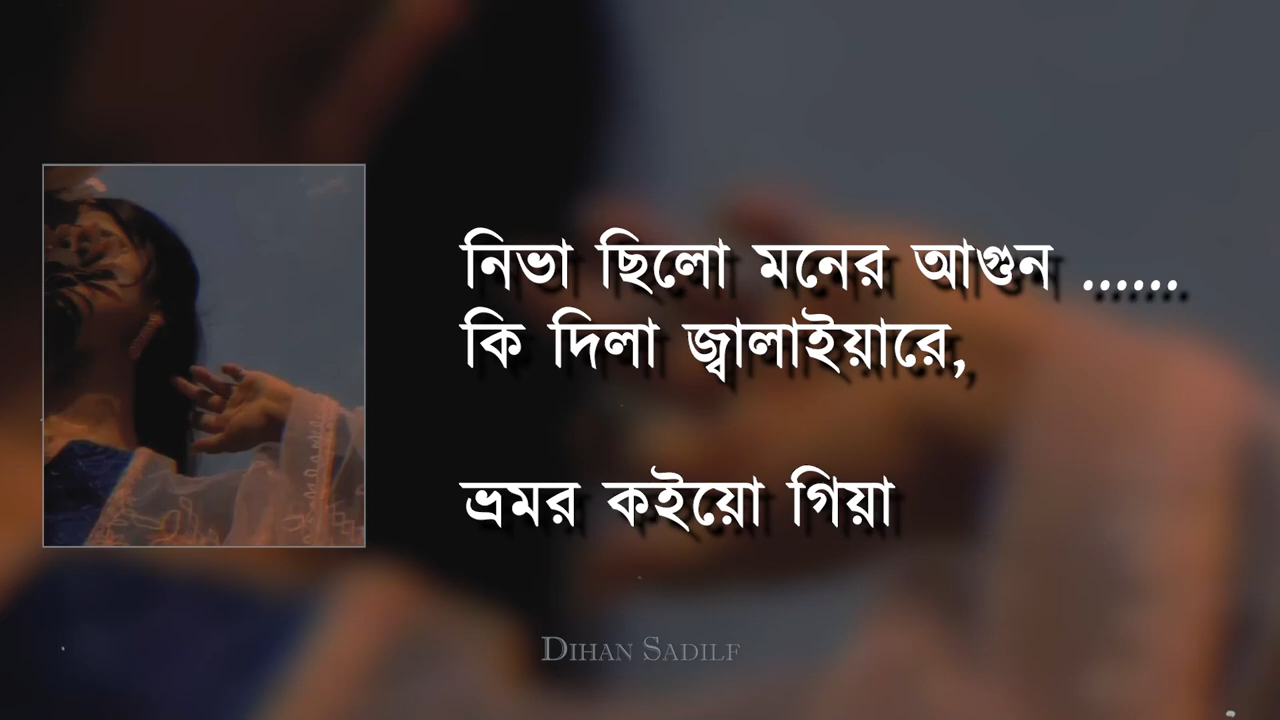 নিভা ছিলো মনের আগুন ......
কি দিলা জ্বালাইয়ারে,
ভ্রমর কইয়ো গিয়া
DIHAN SADILF